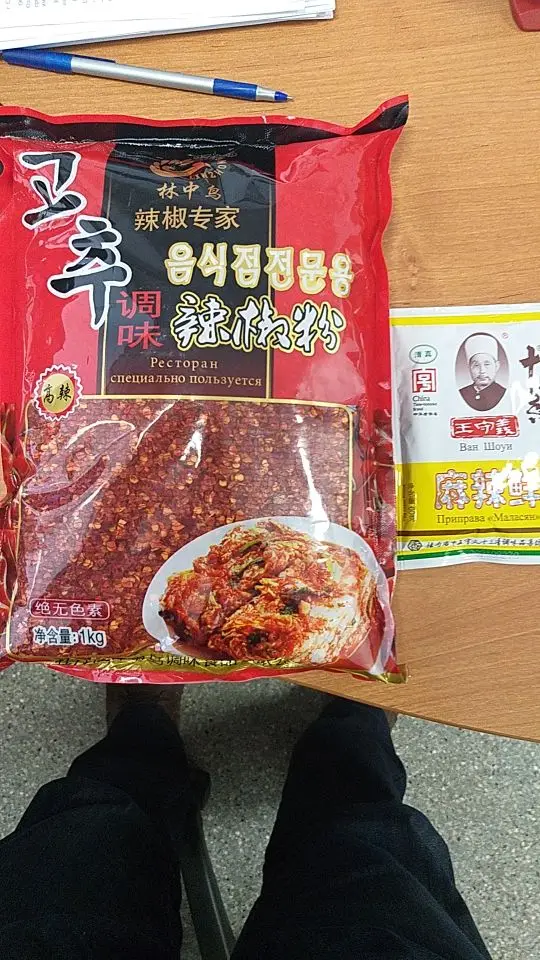 林中鸟
辣椒专家
고추
调味
음식점전문용
辣椒粉
Ресторан
специально пользуется
高辣
绝无色素
净含量:1kg
清真
China
王守義
Ван Шоуи
麻辣鲜
Приправа «Маласян»